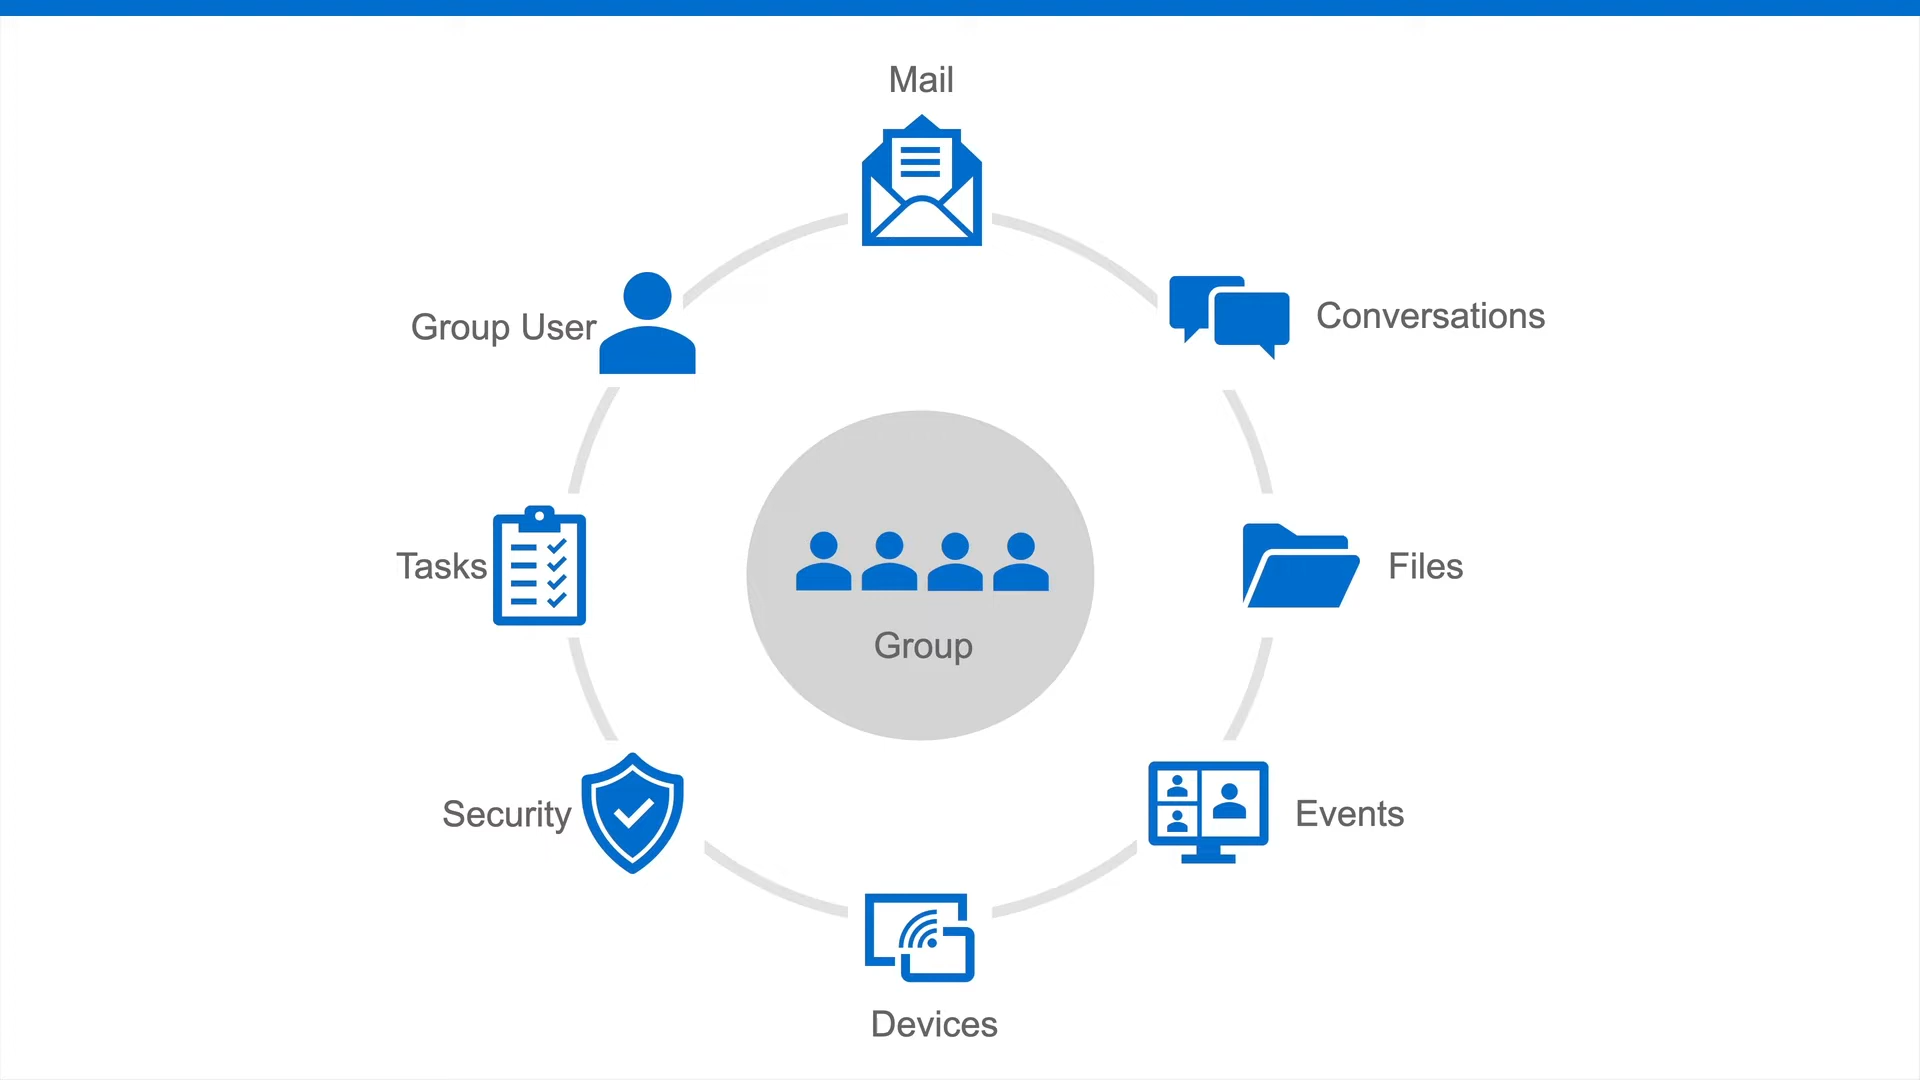 Mail
Group User
Conversations
Tasks
Files
Group
Security
Events
Devices